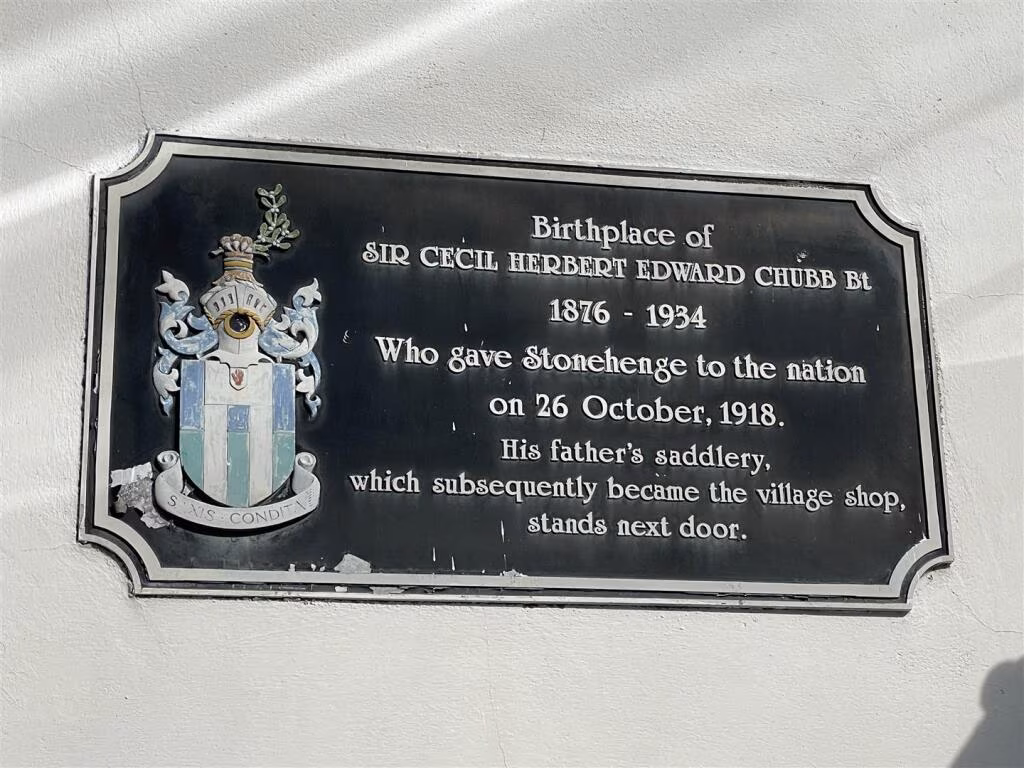 Birthplace of
SIR CECIL HERBERT EDWARD CHUBB Bt
1876 - 1934
Who gave Stonehenge to the nation
on 26 October, 1918.
His father's saddlery,
which subsequently became the village shop,
stands next door.
CONDITA